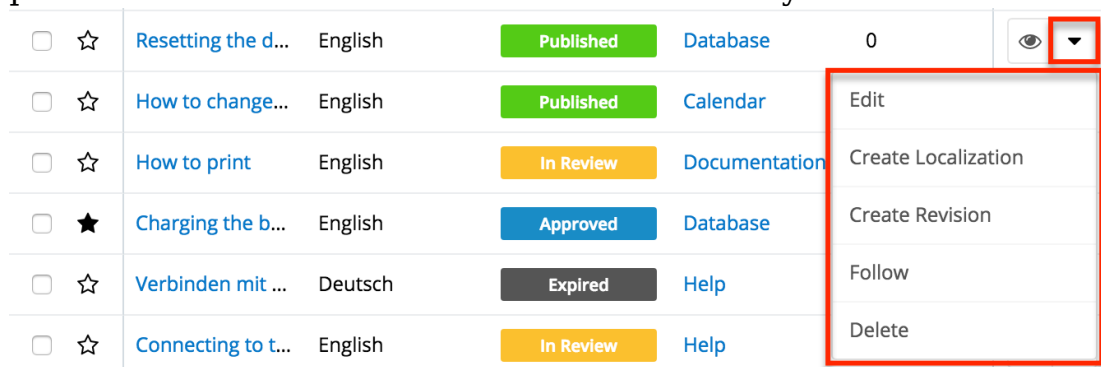 Resetting the d... English Published Database 0
How to change... English Published Calendar
Edit
How to print English In Review Documentation
Create Localization
Charging the b... English Approved Database
Create Revision
Verbinden mit ... Deutsch Expired Help
Follow
Connecting to t... English In Review Help
Delete